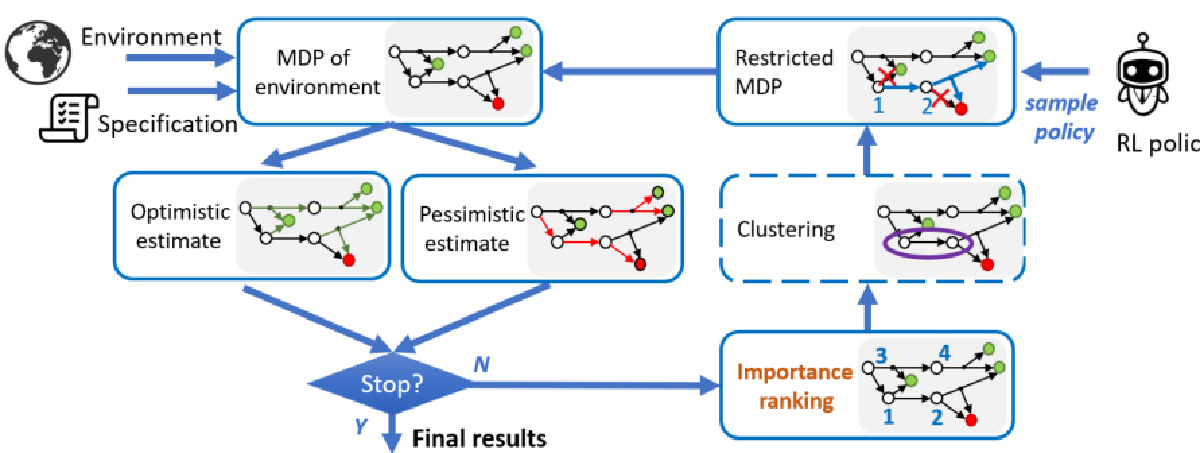 Environment
Specification
MDP of
environment
Restricted
MDP
1
2
sample
policy
RL polic
Optimistic
estimate
Pessimistic
estimate
Clustering
Stop?
N
Y
Final results
Importance
ranking
3
4
1
2